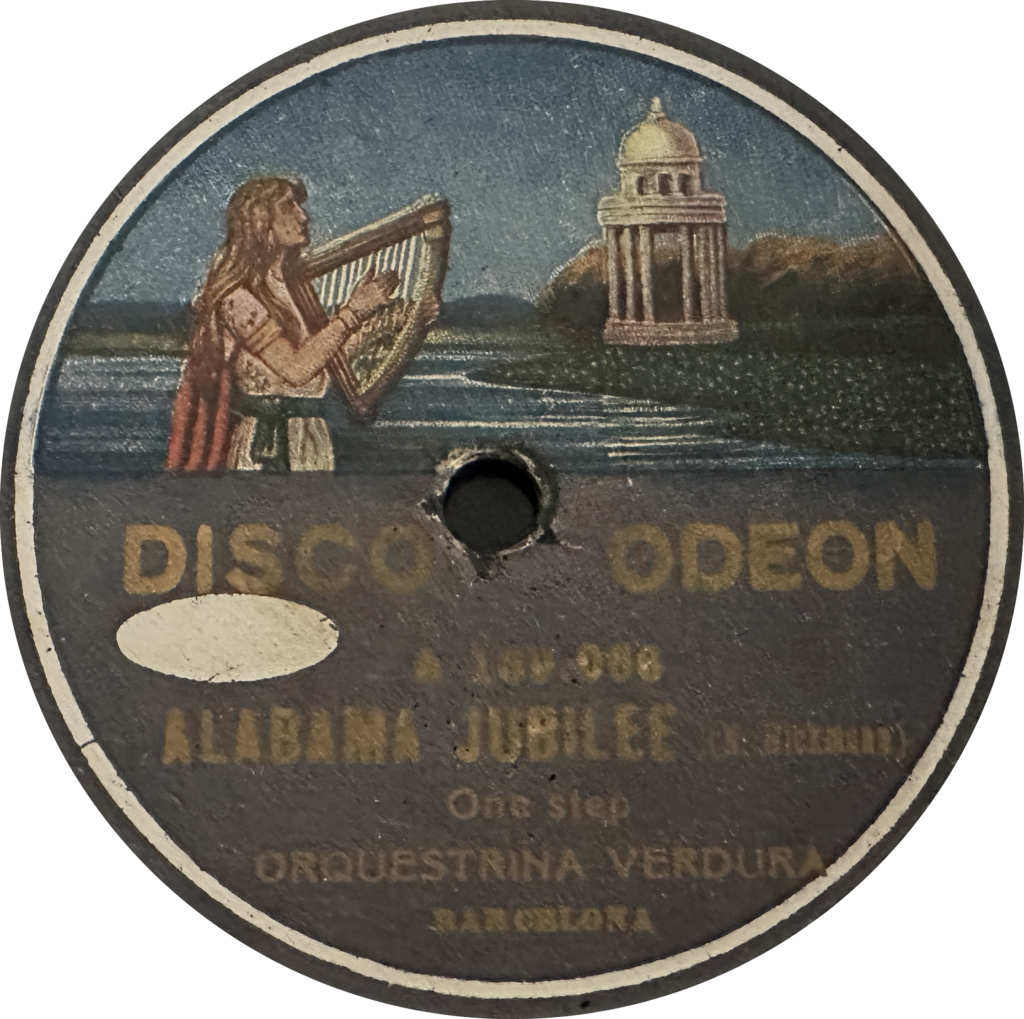 DISCO ODEON
A
ALABAMA JUBILEE
One step
ORQUESTRINA VERDURA
BARCELONA